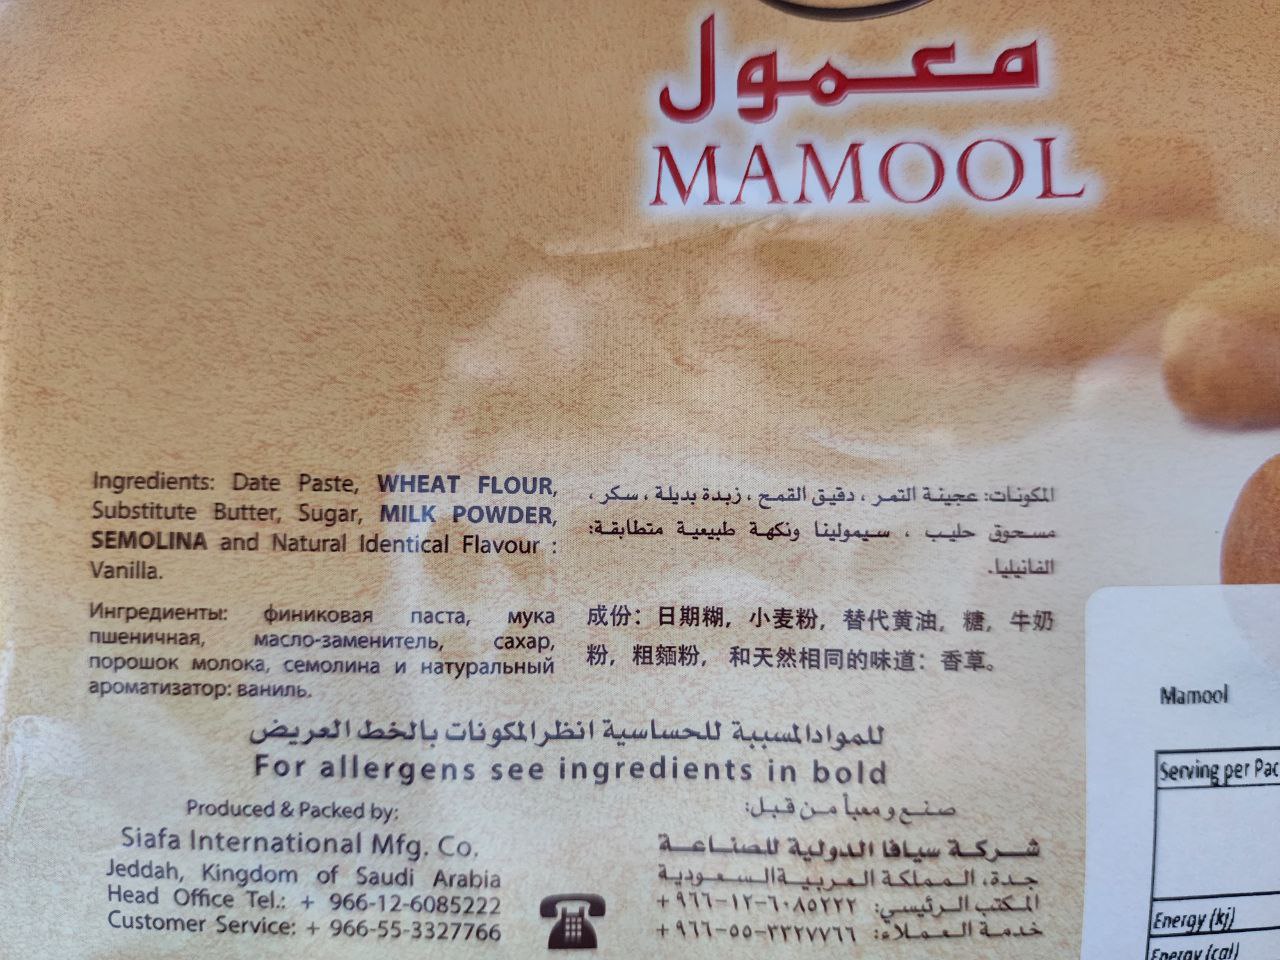 معمول
MAMOOL
Ingredients: Date Paste, WHEAT FLOUR,
Substitute Butter, Sugar, MILK POWDER,
SEMOLINA and Natural Identical Flavour :
Vanilla.
المكونات: عجينة التمر ، دقيق القمح ، زبدة بديلة ، سكر ،
مسحوق حليب ، سيمولينا ونكهة طبيعية متطابقة:
الفانيليا.
Ингредиенты: финиковая паста, мука
пшеничная, масло-заменитель, сахар,
порошок молока, семолина и натуральный
ароматизатор: ваниль.
成份：日期糊，小麦粉，替代黄油，糖，牛奶
粉，粗麵粉，和天然相同的味道：香草。
للمواد المسببة للحساسية انظر المكونات بالخط العريض
For allergens see ingredients in bold
Produced & Packed by:
Siafa International Mfg. Co.
Jeddah, Kingdom of Saudi Arabia
Head Office Tel.: + 966-12-6085222
Customer Service: + 966-55-3327766
صنع و معبأ من قبل:
شركة سيافا الدولية للصناعة
جدة، المملكة العربية السعودية
المكتب الرئيسي: ٦٠٨٥٢٢٢-١٢-٩٦٦+
خدمة العملاء: ٣٣٢٧٧٦٦-٥٥-٩٦٦+
Mamool
Serving per Pac
Energy (kj)
Energy (cal)